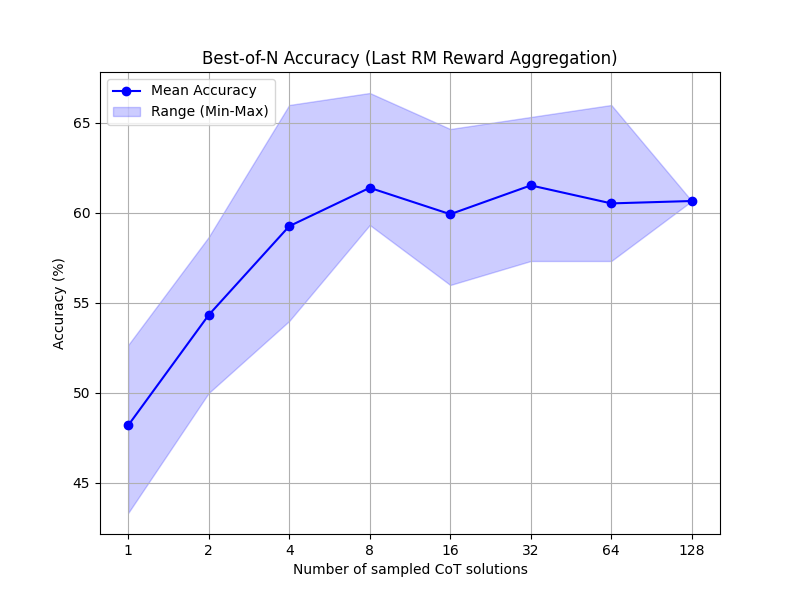 Best-of-N Accuracy (Last RM Reward Aggregation)
Mean Accuracy
Range (Min-Max)
Accuracy (%)
65
60
55
50
45
1 2 4 8 16 32 64 128
Number of sampled CoT solutions